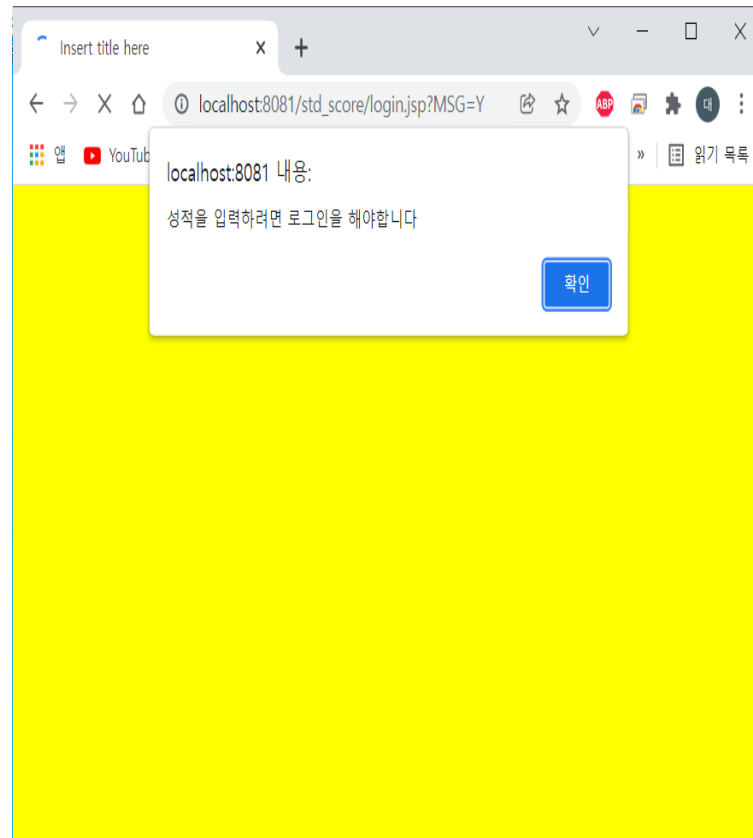 Insert title here
localhost:8081/std_score/login.jsp?MSG=Y
ABP
대
앱
YouTub
»
읽기 목록
localhost:8081 내용:
성적을 입력하려면 로그인을 해야합니다
확인